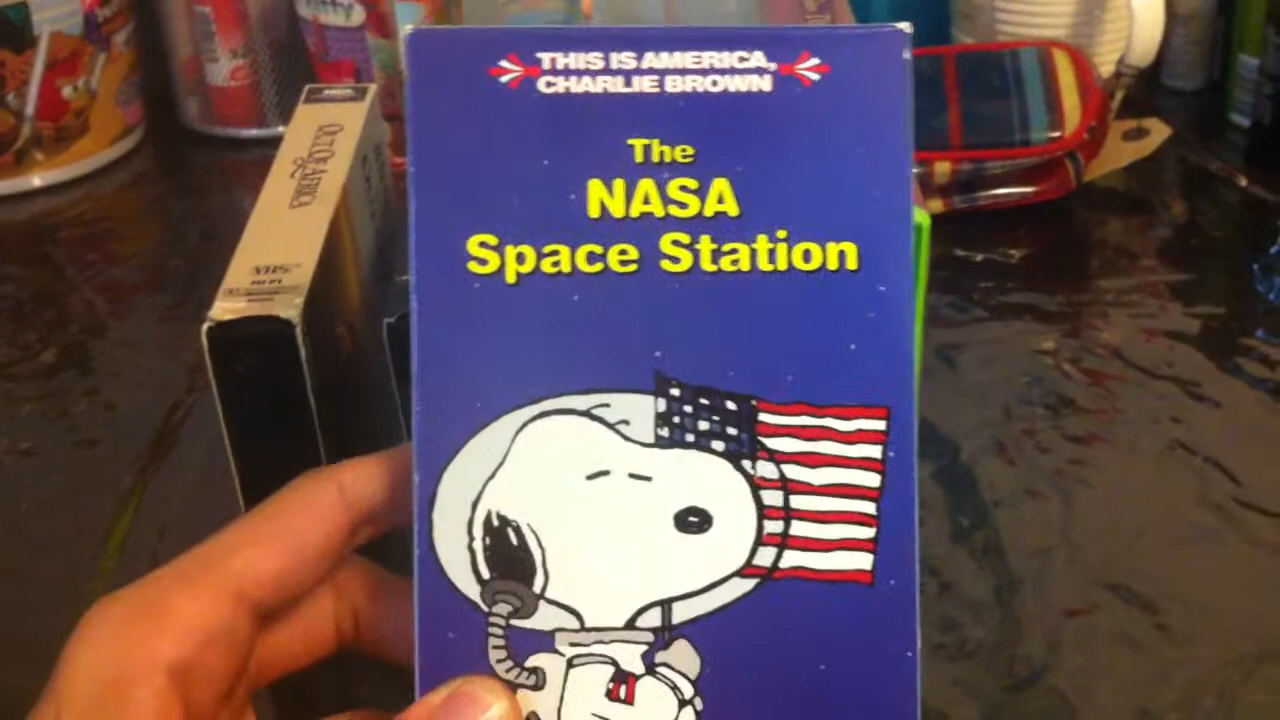 THIS IS AMERICA,
CHARLIE BROWN
The
NASA
Space Station
OUT OF AFRICA
VHS